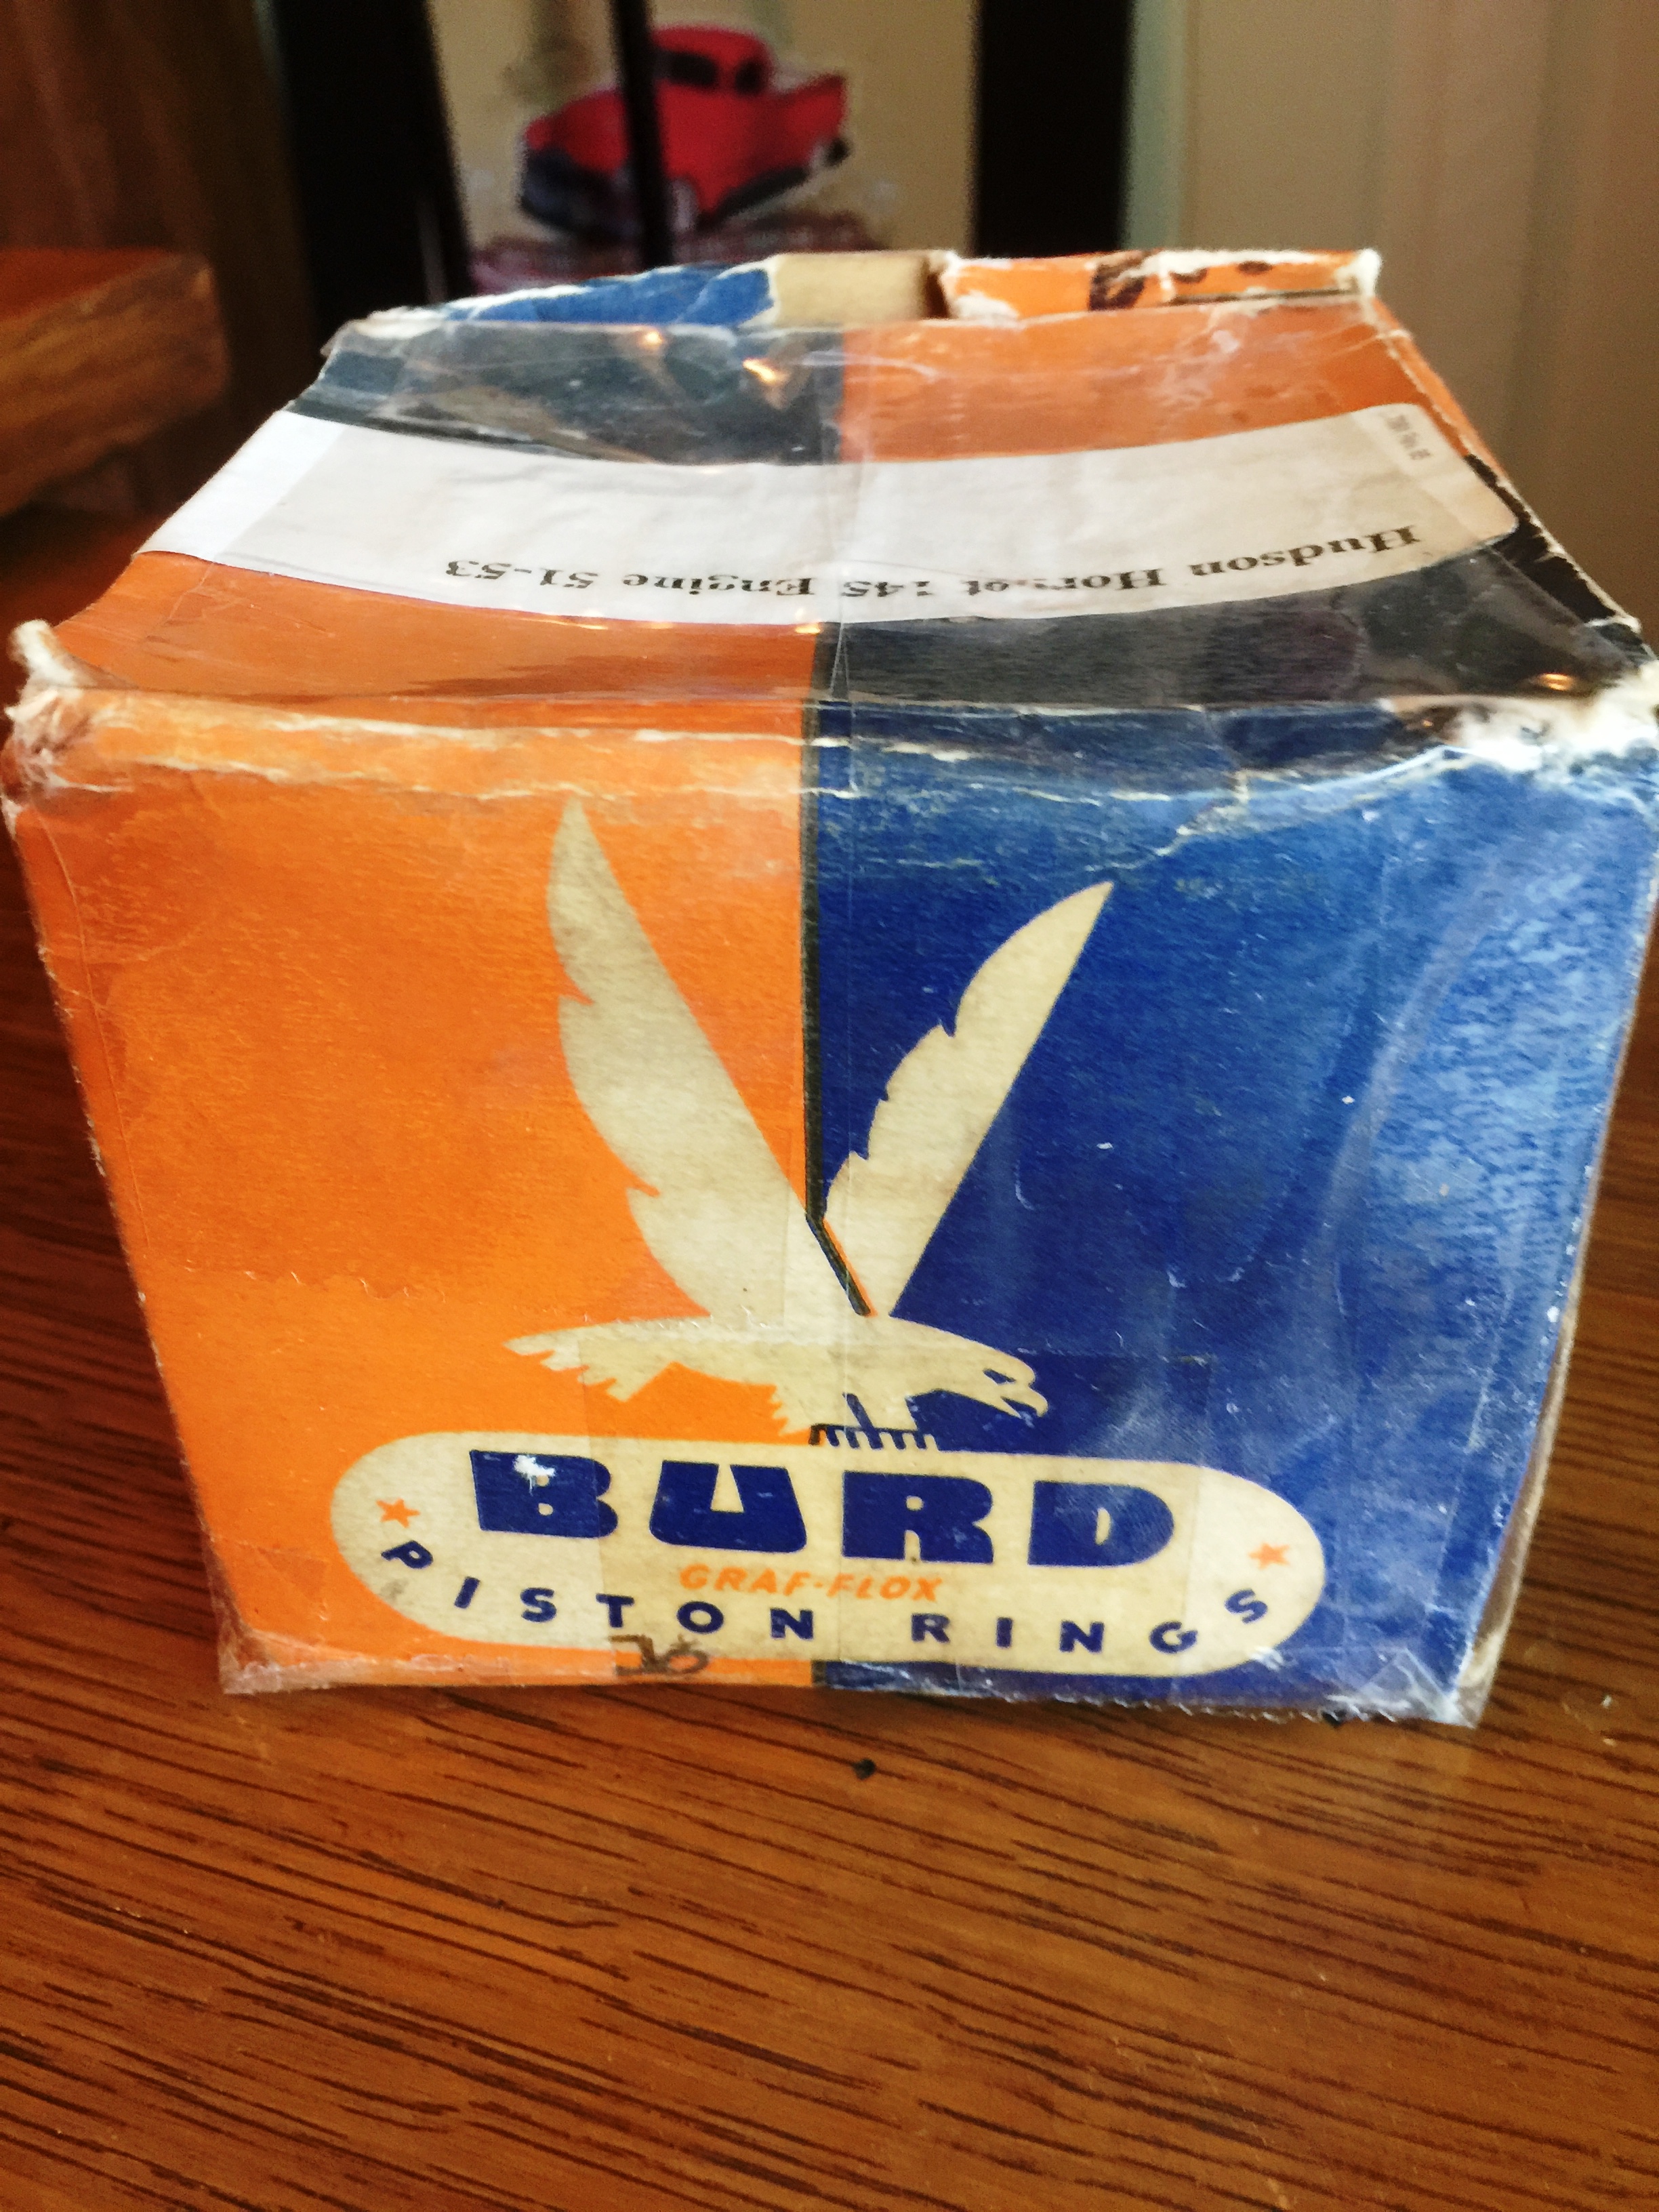 Hudson Hornet 145 Engine 51-53
BURD
GRAF-FLOX
PISTON RINGS